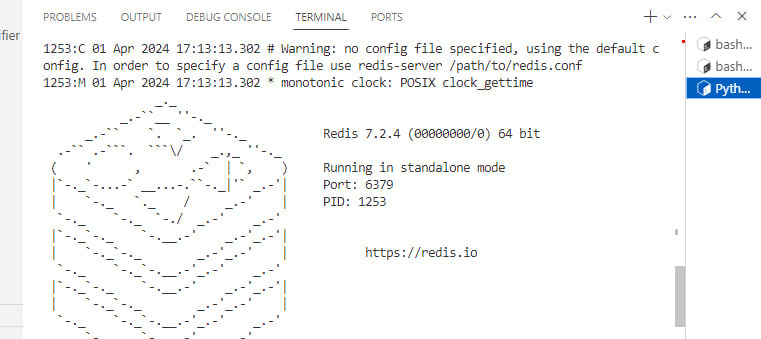 PROBLEMS OUTPUT DEBUG CONSOLE TERMINAL PORTS
ifier
1253:C 01 Apr 2024 17:13:13.302 # Warning: no config file specified, using the default c
onfig. In order to specify a config file use redis-server /path/to/redis.conf
1253:M 01 Apr 2024 17:13:13.302 * monotonic clock: POSIX clock_gettime
Redis 7.2.4 (00000000/0) 64 bit
Running in standalone mode
Port: 6379
PID: 1253
https://redis.io
bash...
bash...
Pyth...